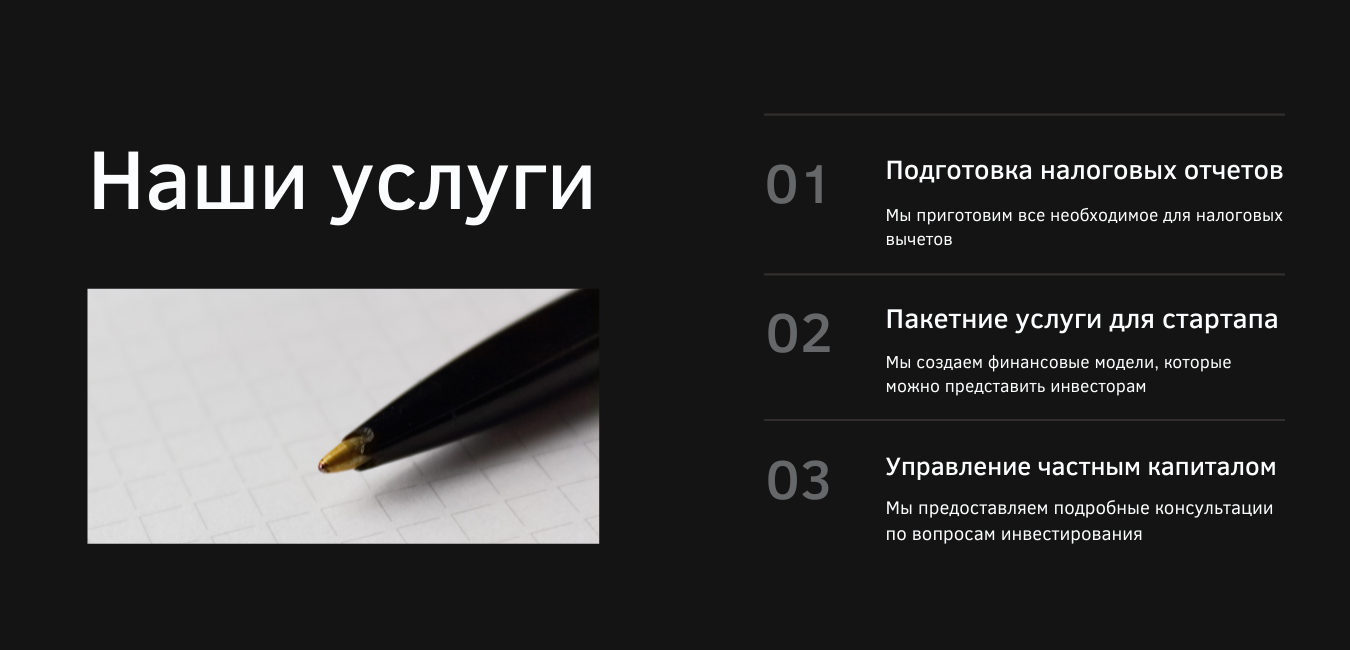 Наши услуги
01
Подготовка налоговых отчетов
Мы приготовим все необходимое для налоговых
вычетов
02
Пакетние услуги для стартапа
Мы создаем финансовые модели, которые
можно представить инвесторам
03
Управление частным капиталом
Мы предоставляем подробные консультации
по вопросам инвестирования